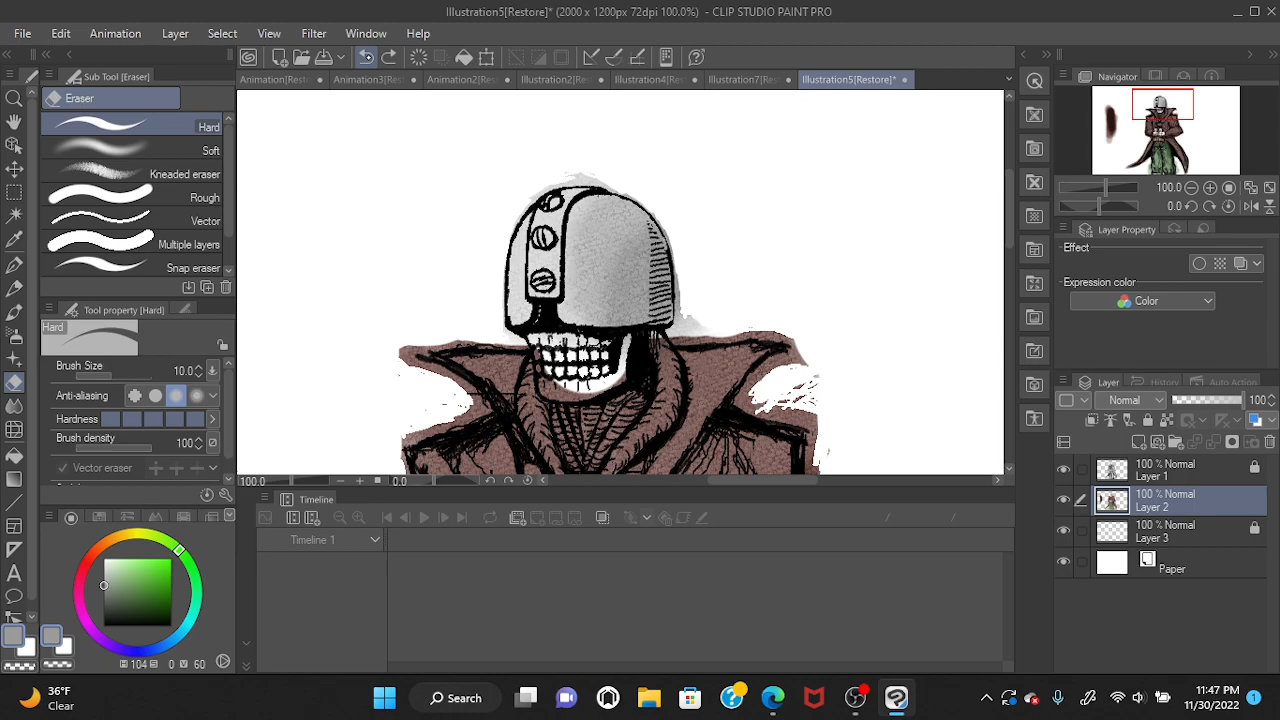 Illustration5[Restore]* (2000 x 1200px 72dpi 100.0%) - CLIP STUDIO PAINT PRO
File Edit Animation Layer Select View Filter Window Help
Animation[Rest Animation3[Re Animation2[Res Illustration2[Re Illustration4[Re Illustration7[Re Illustration5[Restore]*
Sub Tool [Eraser]
Eraser
Hard
Soft
Kneaded eraser
Rough
Vector
Multiple layers
Snap eraser
Tool property [Hard]
Hard
Brush Size 10.0
Anti-aliasing
Hardness
Brush density 100
Vector eraser
104 S 0 V 60
Navigator
100.0
0.0
Layer Property
Effect
Expression color
Color
Layer History Auto Action
Normal 100
100 % Normal
Layer 1
100 % Normal
Layer 2
100 % Normal
Layer 3
Paper
100.0 0.0
Timeline
Timeline 1
/ /
36°F
Clear
Search
11:47 PM
11/30/2022
1